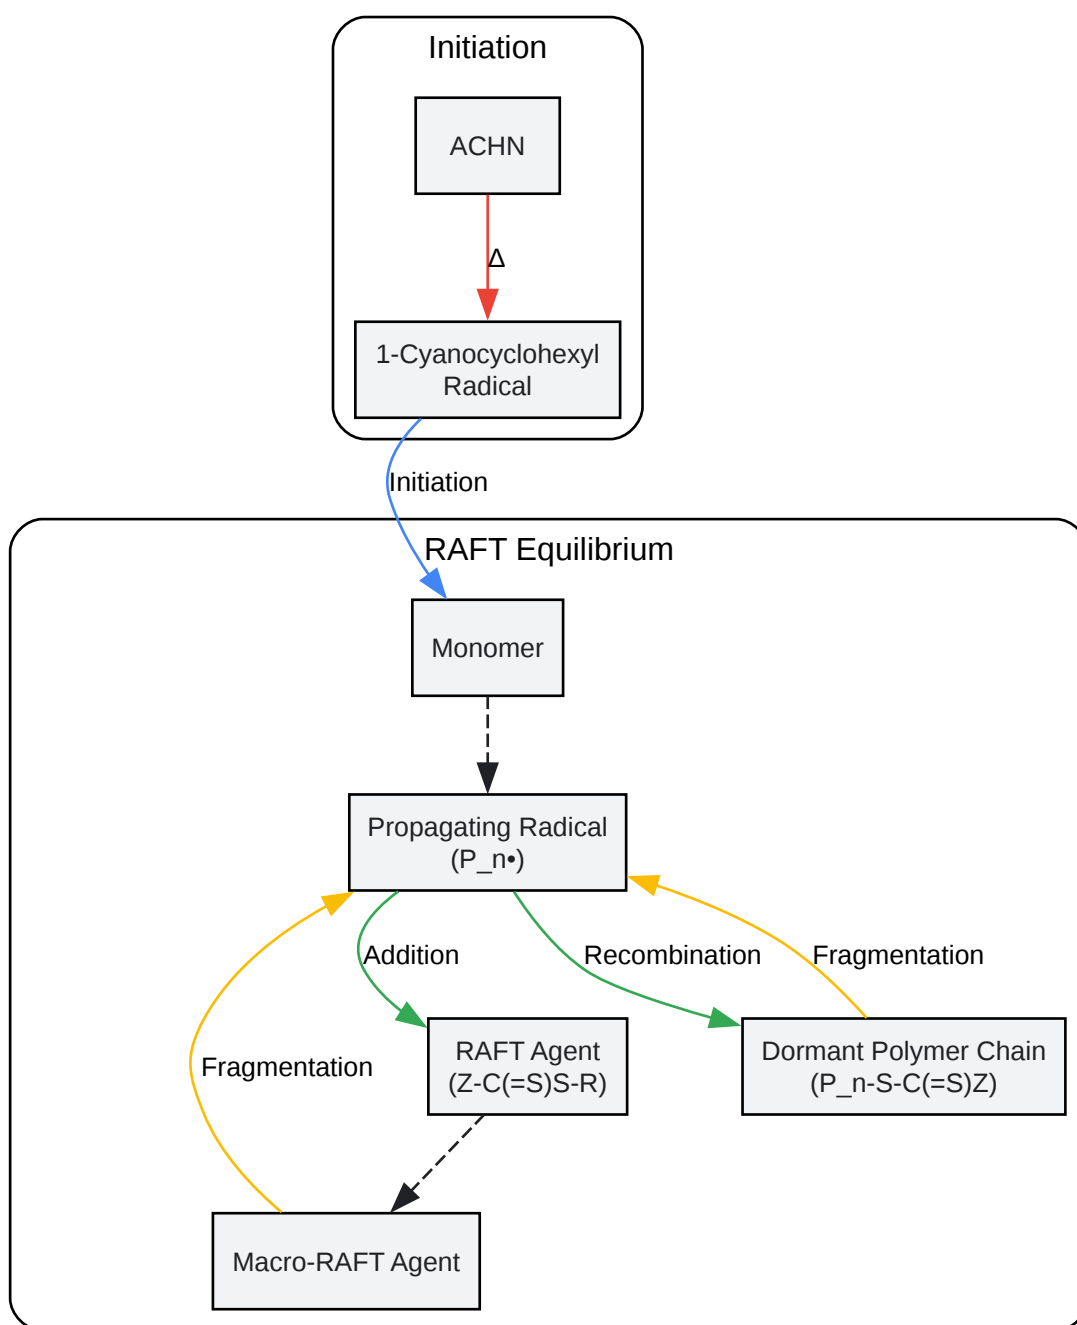 Initiation
ACHN
Δ
1-Cyanocyclohexyl
Radical
Initiation
RAFT Equilibrium
Monomer
Propagating Radical
(P_n•)
Addition
Recombination
Fragmentation
Fragmentation
RAFT Agent
(Z-C(=S)S-R)
Dormant Polymer Chain
(P_n-S-C(=S)Z)
Macro-RAFT Agent